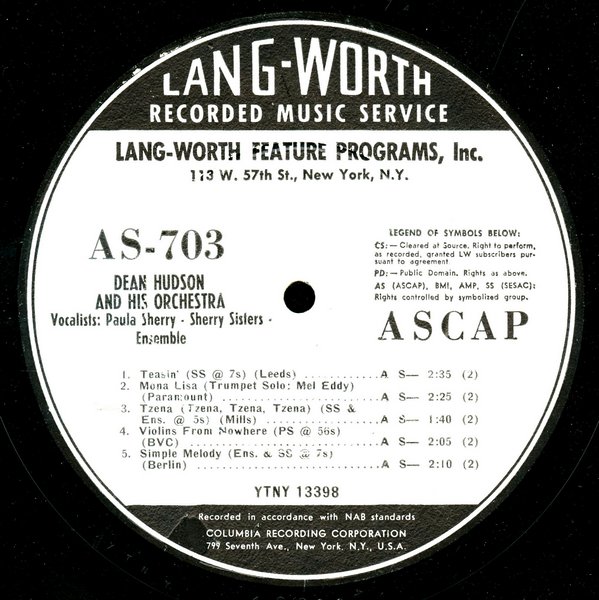 LANG-WORTH
RECORDED MUSIC SERVICE
LANG-WORTH FEATURE PROGRAMS, Inc.
113 W. 57th St., New York, N.Y.
AS-703
DEAN HUDSON
AND HIS ORCHESTRA
Vocalists: Paula Sherry - Sherry Sisters -
Ensemble
LEGEND OF SYMBOLS BELOW:
CS:— Cleared at Source. Right to perform,
as recorded, granted LW subscribers pur-
suant to agreement
PD:— Public Domain. Rights as above.
AS (ASCAP), BMI, AMP, SS (SESAC):
Rights controlled by symbolized group.
ASCAP
1. Teasin' (SS @ 7s) (Leeds) ............A S— 2:35 (2)
2. Mona Lisa (Trumpet Solo: Mel Eddy)
(Paramount) ........................A S— 2:25 (2)
3. Tzena (Tzena, Tzena, Tzena) (SS &
Ens. @ 5s) (Mills) ..................A S— 1:40 (2)
4. Violins From Nowhere (PS @ 56s)
(BVC) ..............................A S— 2:05 (2)
5. Simple Melody (Ens. & SS @ 7s)
(Berlin) ............................A S— 2:10 (2)
YTNY 13398
Recorded in accordance with NAB standards
COLUMBIA RECORDING CORPORATION
799 Seventh Ave., New York, N.Y., U.S.A.